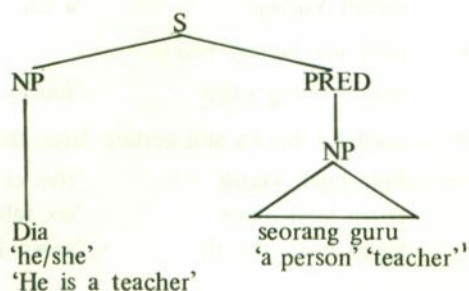 S
NP PRED
NP
Dia seorang guru
'he/she' 'a person' 'teacher'
'He is a teacher'